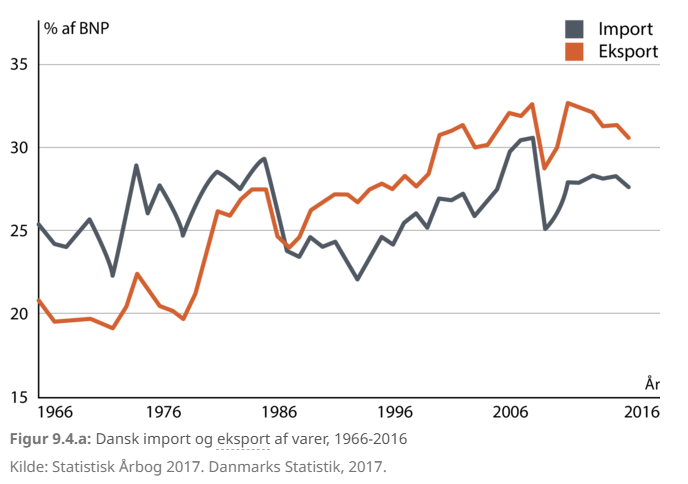 % af BNP
Import
Eksport
35
30
25
20
15
År
1966 1976 1986 1996 2006 2016
Figur 9.4.a: Dansk import og eksport af varer, 1966-2016
Kilde: Statistisk Årbog 2017. Danmarks Statistik, 2017.